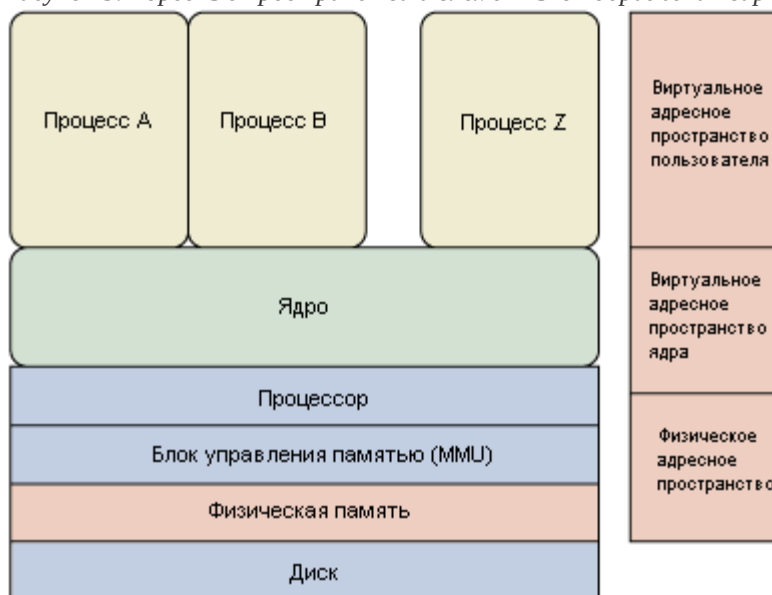 Процесс A
Процесс B
Процесс Z
Виртуальное
адресное
пространство
пользователя
Ядро
Виртуальное
адресное
пространство
ядра
Процессор
Блок управления памятью (MMU)
Физическая память
Диск
Физическое
адресное
пространство